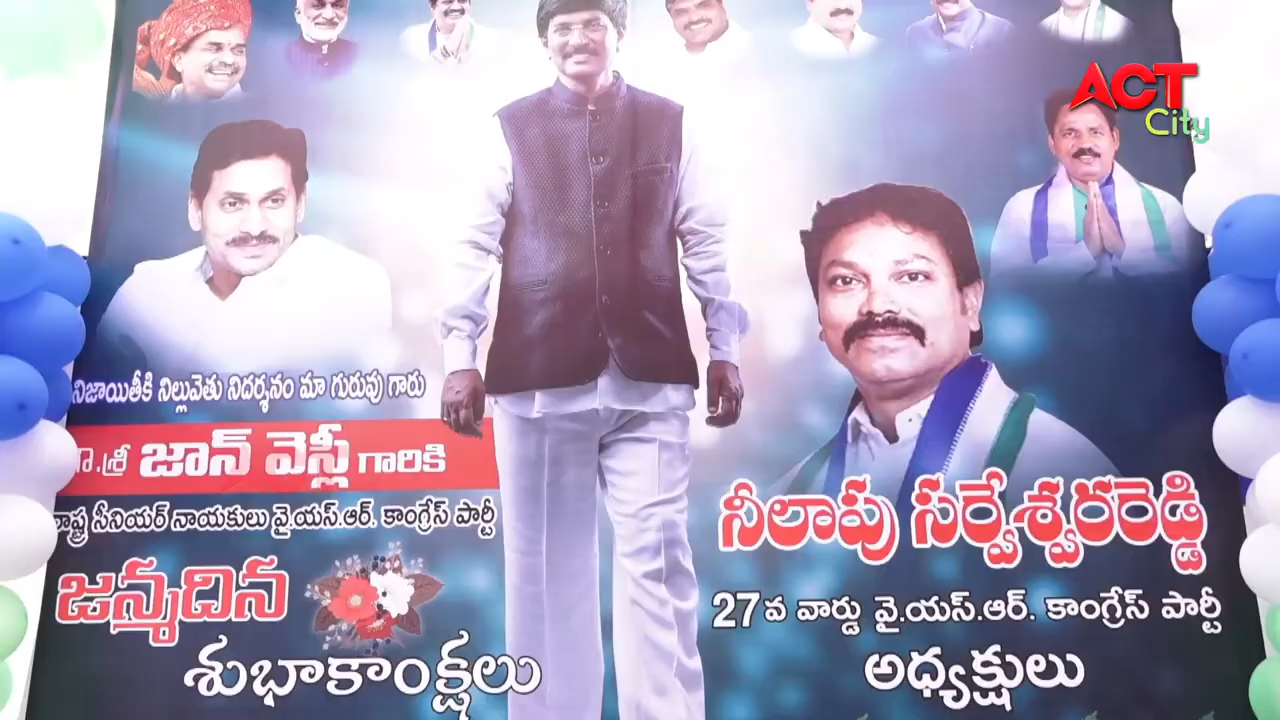 ACT
City
నిజాయితీకి నిల్లువెతు నిదర్శనం మా గురువు గారు
శ్రీ జాన్ వెస్లీ గారికి
రాష్ట్ర సీనియర్ నాయకులు వై.యస్.ఆర్. కాంగ్రేస్ పార్టీ
జన్మదిన
శుభాకాంక్షలు
నీలాపు సర్వేశ్వరరెడ్డి
27వ వార్డు వై.యస్.ఆర్. కాంగ్రేస్ పార్టీ
అధ్యక్షులు